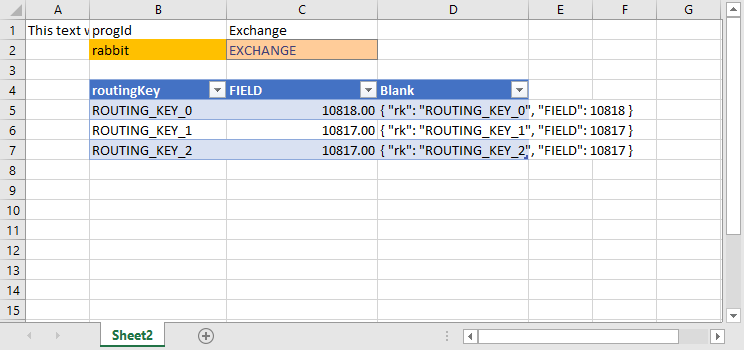 A B C D E F G
1 This text w progId Exchange
2 rabbit EXCHANGE
3
4 routingKey FIELD Blank
5 ROUTING_KEY_0 10818.00 { "rk": "ROUTING_KEY_0", "FIELD": 10818 }
6 ROUTING_KEY_1 10817.00 { "rk": "ROUTING_KEY_1", "FIELD": 10817 }
7 ROUTING_KEY_2 10817.00 { "rk": "ROUTING_KEY_2", "FIELD": 10817 }
8
9
10
11
12
13
14
15
Sheet2